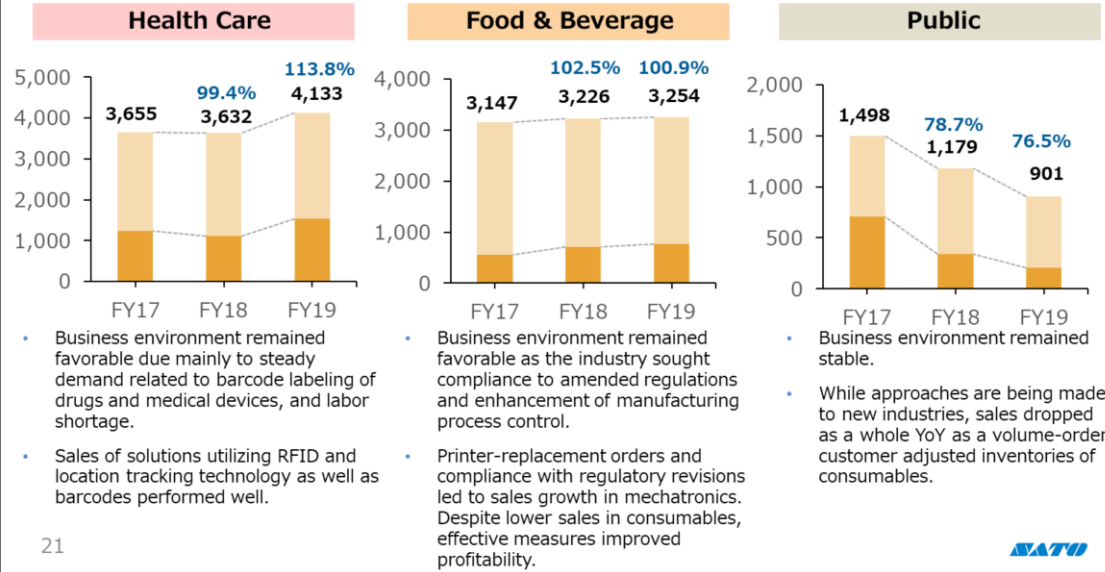 Health Care
5,000
4,000
3,000
2,000
1,000
0
3,655
99.4%
3,632
113.8%
4,133
FY17 FY18 FY19
• Business environment remained
favorable due mainly to steady
demand related to barcode labeling of
drugs and medical devices, and labor
shortage.
• Sales of solutions utilizing RFID and
location tracking technology as well as
barcodes performed well.
Food & Beverage
4,000
3,000
2,000
1,000
0
3,147
102.5%
3,226
100.9%
3,254
FY17 FY18 FY19
• Business environment remained
favorable as the industry sought
compliance to amended regulations
and enhancement of manufacturing
process control.
• Printer-replacement orders and
compliance with regulatory revisions
led to sales growth in mechatronics.
Despite lower sales in consumables,
effective measures improved
profitability.
Public
2,000
1,500
1,000
500
0
1,498
78.7%
1,179
76.5%
901
FY17 FY18 FY19
• Business environment remained
stable.
• While approaches are being made
to new industries, sales dropped
as a whole YoY as a volume-order
customer adjusted inventories of
consumables.
21
SATO